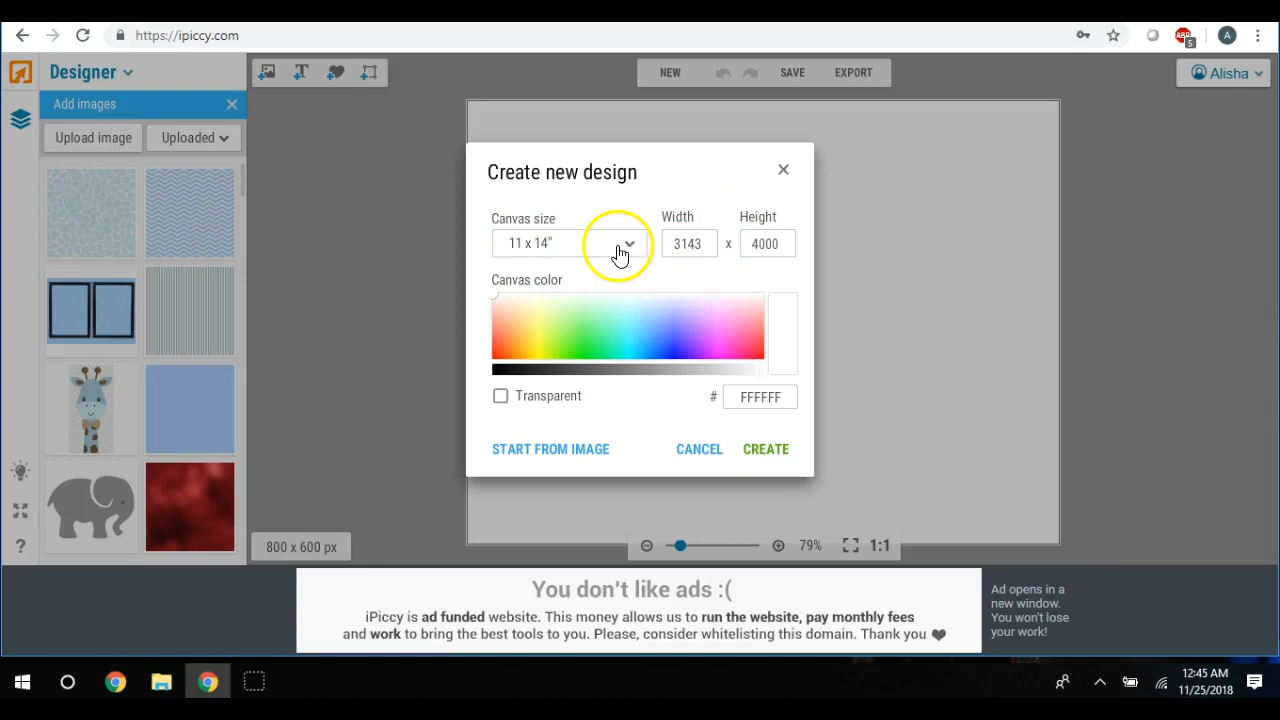 https://ipiccy.com
ABP
5
A
Designer
NEW
SAVE
EXPORT
Alisha
Add images
Upload image
Uploaded
Create new design
Canvas size
Width
Height
11 x 14"
3143
x
4000
Canvas color
Transparent
#
FFFFFF
START FROM IMAGE
CANCEL
CREATE
?
800 x 600 px
79%
1:1
You don't like ads :(
iPiccy is ad funded website. This money allows us to run the website, pay monthly fees
and work to bring the best tools to you. Please, consider whitelisting this domain. Thank you ♥
Ad opens in a
new window.
You won't lose
your work!
12:45 AM
11/25/2018